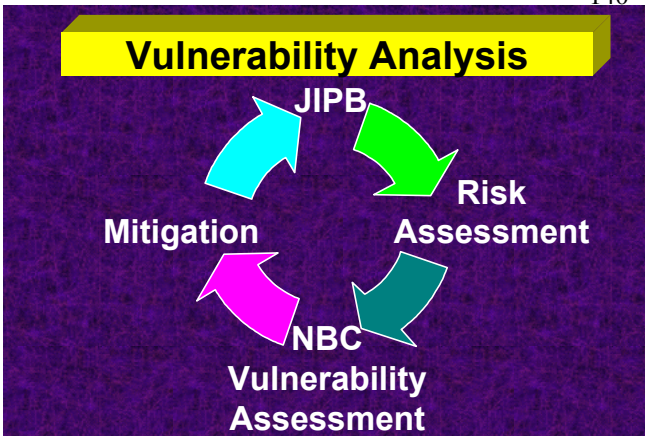 Vulnerability Analysis
JIPB
Risk
Assessment
Mitigation
NBC
Vulnerability
Assessment